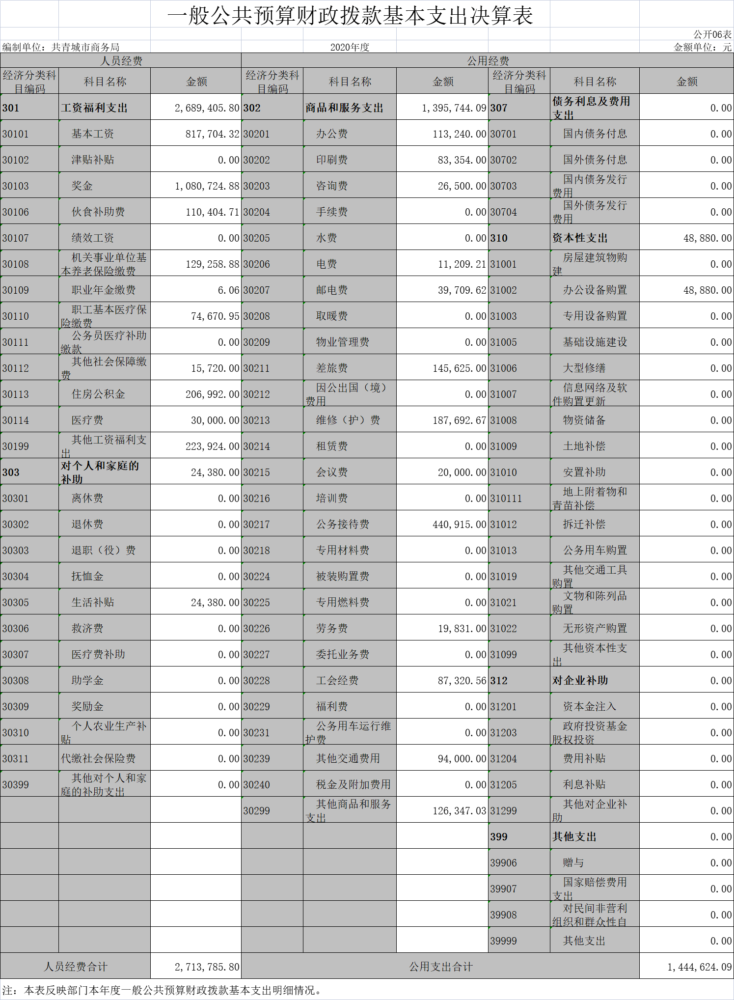 一般公共预算财政拨款基本支出决算表
公开06表
编制单位：共青城市商务局 2020年度 金额单位：元
人员经费 公用经费
经济分类科目编码 科目名称 金额 经济分类科目编码 科目名称 金额 经济分类科目编码 科目名称 金额
301 工资福利支出 2,689,405.80 302 商品和服务支出 1,395,744.09 307 债务利息及费用支出 0.00
30101 基本工资 817,704.32 30201 办公费 113,240.00 30701 国内债务付息 0.00
30102 津贴补贴 0.00 30202 印刷费 83,354.00 30702 国外债务付息 0.00
30103 奖金 1,080,724.88 30203 咨询费 26,500.00 30703 国内债务发行费用 0.00
30106 伙食补助费 110,404.71 30204 手续费 0.00 30704 国外债务发行费用 0.00
30107 绩效工资 0.00 30205 水费 0.00 310 资本性支出 48,880.00
30108 机关事业单位基本养老保险缴费 129,258.88 30206 电费 11,209.21 31001 房屋建筑物购建 0.00
30109 职业年金缴费 6.06 30207 邮电费 39,709.62 31002 办公设备购置 48,880.00
30110 职工基本医疗保险缴费 74,670.95 30208 取暖费 0.00 31003 专用设备购置 0.00
30111 公务员医疗补助缴款 0.00 30209 物业管理费 0.00 31005 基础设施建设 0.00
30112 其他社会保障缴费 15,720.00 30211 差旅费 145,625.00 31006 大型修缮 0.00
30113 住房公积金 206,992.00 30212 因公出国（境）费用 0.00 31007 信息网络及软件购置更新 0.00
30114 医疗费 30,000.00 30213 维修（护）费 187,692.67 31008 物资储备 0.00
30199 其他工资福利支出 223,924.00 30214 租赁费 0.00 31009 土地补偿 0.00
303 对个人和家庭的补助 24,380.00 30215 会议费 20,000.00 31010 安置补助 0.00
30301 离休费 0.00 30216 培训费 0.00 310111 地上附着物和青苗补偿 0.00
30302 退休费 0.00 30217 公务接待费 440,915.00 31012 拆迁补偿 0.00
30303 退职（役）费 0.00 30218 专用材料费 0.00 31013 公务用车购置 0.00
30304 抚恤金 0.00 30224 被装购置费 0.00 31019 其他交通工具购置 0.00
30305 生活补贴 24,380.00 30225 专用燃料费 0.00 31021 文物和陈列品购置 0.00
30306 救济费 0.00 30226 劳务费 19,831.00 31022 无形资产购置 0.00
30307 医疗费补助 0.00 30227 委托业务费 0.00 31099 其他资本性支出 0.00
30308 助学金 0.00 30228 工会经费 87,320.56 312 对企业补助 0.00
30309 奖励金 0.00 30229 福利费 0.00 31201 资本金注入 0.00
30310 个人农业生产补贴 0.00 30231 公务用车运行维护费 0.00 31203 政府投资基金股权投资 0.00
30311 代缴社会保险费 0.00 30239 其他交通费用 94,000.00 31204 费用补贴 0.00
30399 其他对个人和家庭的补助支出 0.00 30240 税金及附加费用 0.00 31205 利息补贴 0.00
30299 其他商品和服务支出 126,347.03 31299 其他对企业补助 0.00
399 其他支出 0.00
39906 赠与 0.00
39907 国家赔偿费用支出 0.00
39908 对民间非营利组织和群众性自 0.00
39999 其他支出 0.00
人员经费合计 2,713,785.80 公用支出合计 1,444,624.09
注：本表反映部门本年度一般公共预算财政拨款基本支出明细情况。